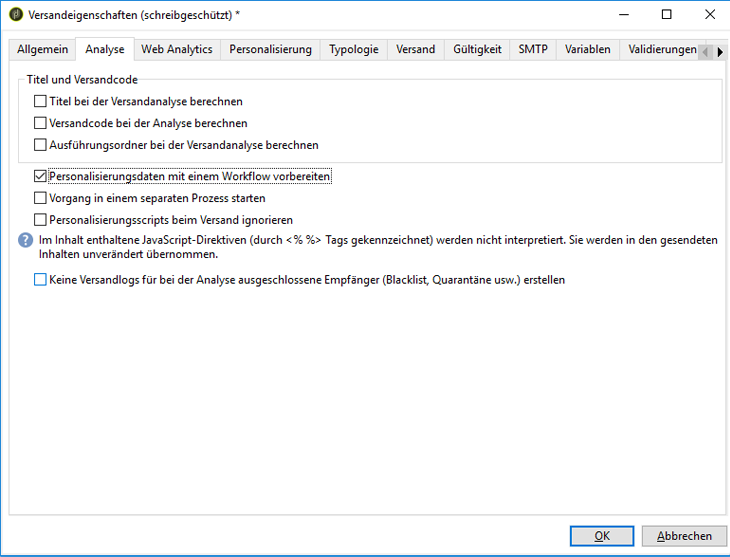 Versandeigenschaften (schreibgeschützt) *
Allgemein Analyse Web Analytics Personalisierung Typologie Versand Gültigkeit SMTP Variablen Validierungen
Titel und Versandcode
Titel bei der Versandanalyse berechnen
Versandcode bei der Analyse berechnen
Ausführungsordner bei der Versandanalyse berechnen
Personalisierungsdaten mit einem Workflow vorbereiten
Vorgang in einem separaten Prozess starten
Personalisierungsscripts beim Versand ignorieren
Im Inhalt enthaltene JavaScript-Direktiven (durch <% %> Tags gekennzeichnet) werden nicht interpretiert. Sie werden in den gesendeten
Inhalten unverändert übernommen.
Keine Versandlogs für bei der Analyse ausgeschlossene Empfänger (Blacklist, Quarantäne usw.) erstellen
OK Abbrechen